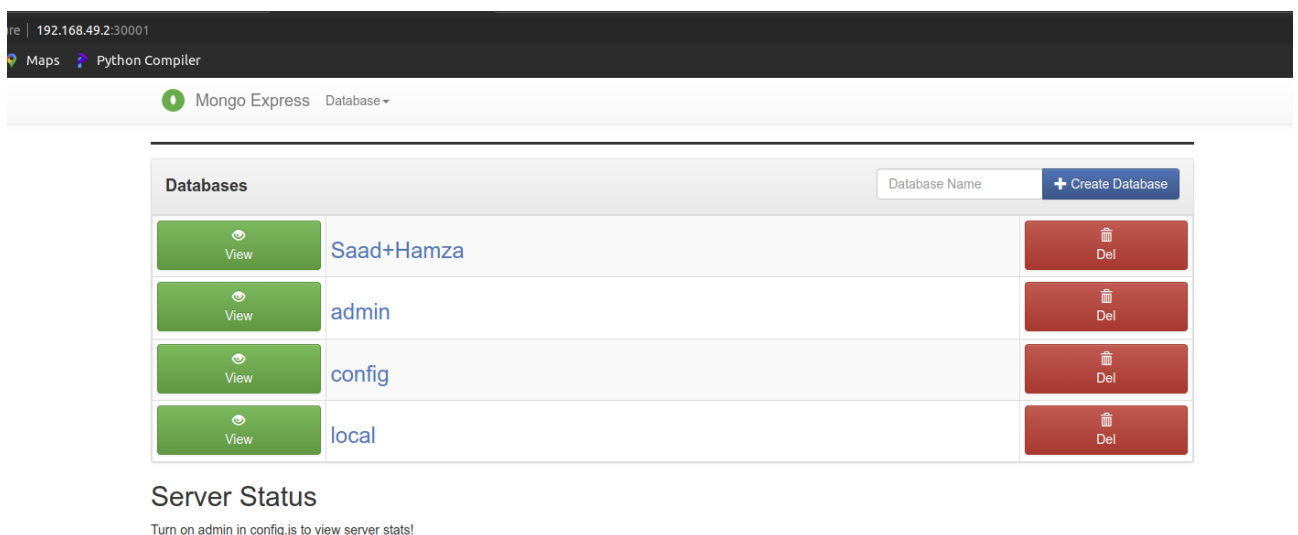 re | 192.168.49.2:30001
Maps Python Compiler
Mongo Express Database
Databases Database Name + Create Database
View Saad+Hamza Del
View admin Del
View config Del
View local Del
Server Status
Turn on admin in config.js to view server stats!